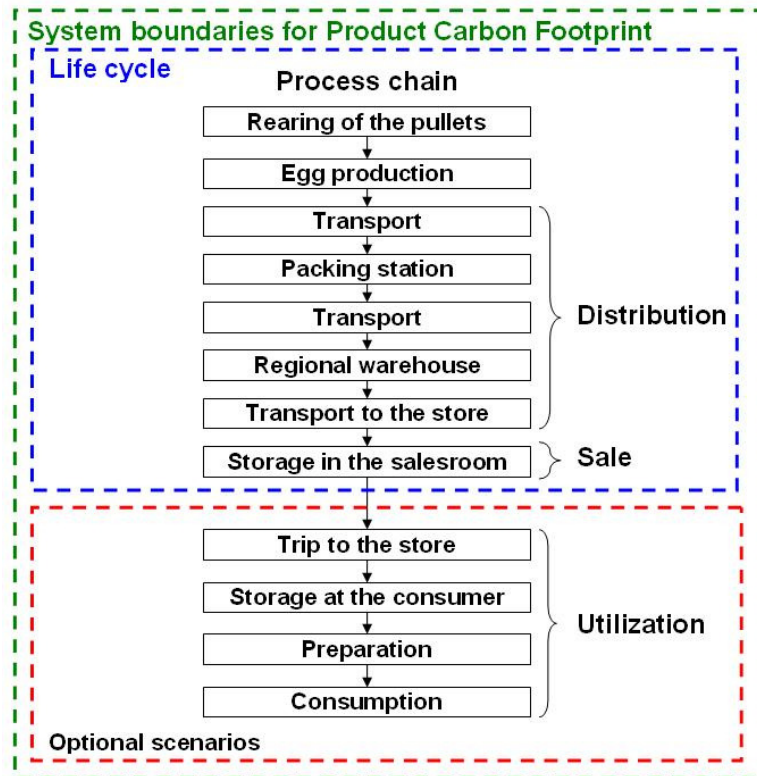 System boundaries for Product Carbon Footprint
Life cycle
Process chain
Rearing of the pullets
Egg production
Transport
Packing station
Transport
Regional warehouse
Transport to the store
Distribution
Storage in the salesroom
Sale
Trip to the store
Storage at the consumer
Preparation
Consumption
Utilization
Optional scenarios